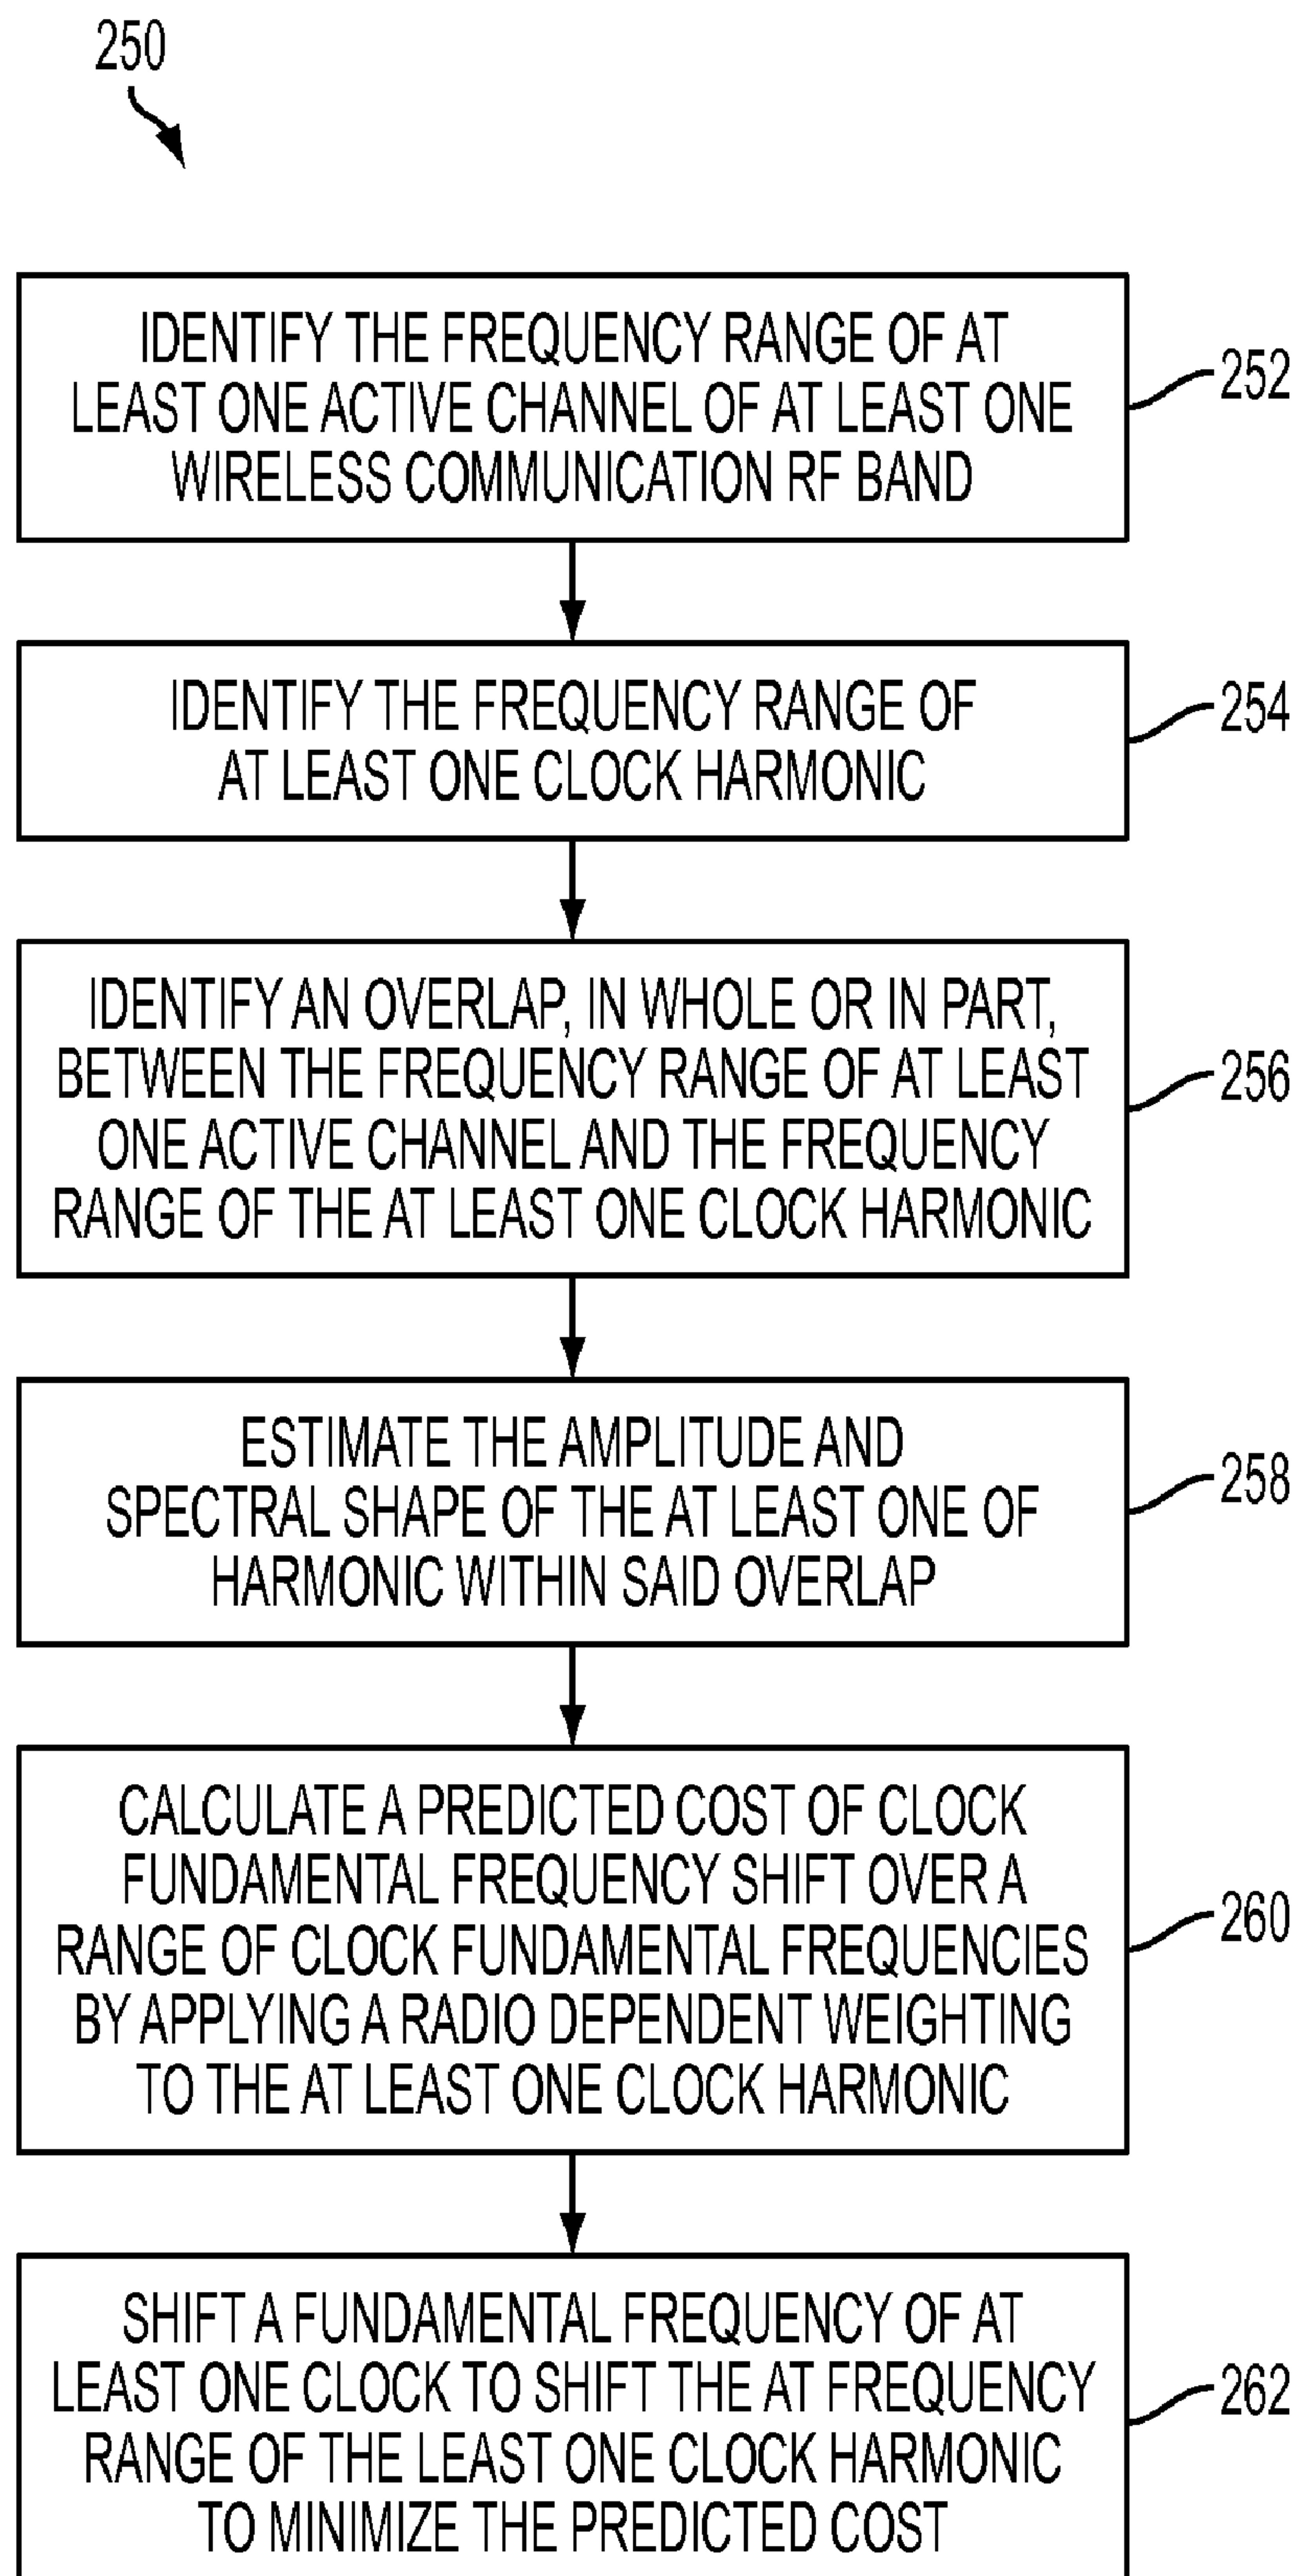 250
IDENTIFY THE FREQUENCY RANGE OF AT
LEAST ONE ACTIVE CHANNEL OF AT LEAST ONE
WIRELESS COMMUNICATION RF BAND
252
IDENTIFY THE FREQUENCY RANGE OF
AT LEAST ONE CLOCK HARMONIC
254
IDENTIFY AN OVERLAP, IN WHOLE OR IN PART,
BETWEEN THE FREQUENCY RANGE OF AT LEAST
ONE ACTIVE CHANNEL AND THE FREQUENCY
RANGE OF THE AT LEAST ONE CLOCK HARMONIC
256
ESTIMATE THE AMPLITUDE AND
SPECTRAL SHAPE OF THE AT LEAST ONE OF
HARMONIC WITHIN SAID OVERLAP
258
CALCULATE A PREDICTED COST OF CLOCK
FUNDAMENTAL FREQUENCY SHIFT OVER A
RANGE OF CLOCK FUNDAMENTAL FREQUENCIES
BY APPLYING A RADIO DEPENDENT WEIGHTING
TO THE AT LEAST ONE CLOCK HARMONIC
260
SHIFT A FUNDAMENTAL FREQUENCY OF AT
LEAST ONE CLOCK TO SHIFT THE AT FREQUENCY
RANGE OF THE LEAST ONE CLOCK HARMONIC
TO MINIMIZE THE PREDICTED COST
262